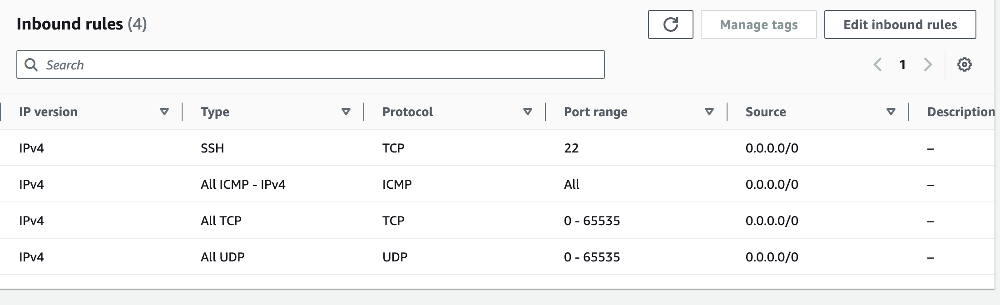 Inbound rules (4)
Manage tags
Edit inbound rules
Search
1
IP version Type Protocol Port range Source Description
IPv4 SSH TCP 22 0.0.0.0/0 –
IPv4 All ICMP - IPv4 ICMP All 0.0.0.0/0 –
IPv4 All TCP TCP 0 - 65535 0.0.0.0/0 –
IPv4 All UDP UDP 0 - 65535 0.0.0.0/0 –